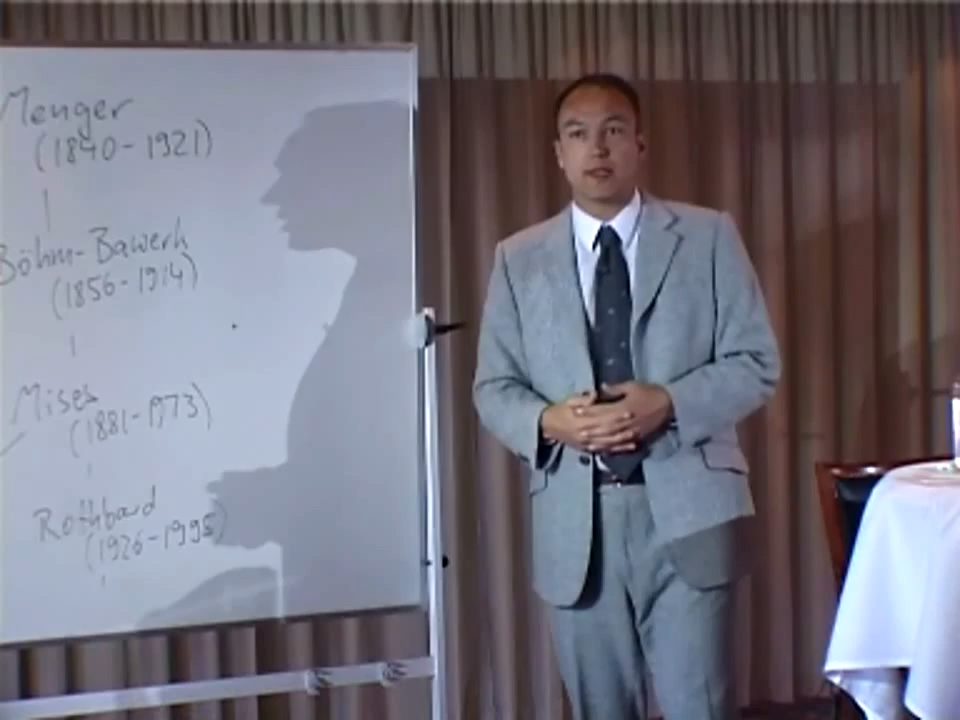 Menger
(1840-1921)
Böhm-Bawerk
(1856-1914)
Mises
(1881-1973)
Rothbard
(1926-1995)